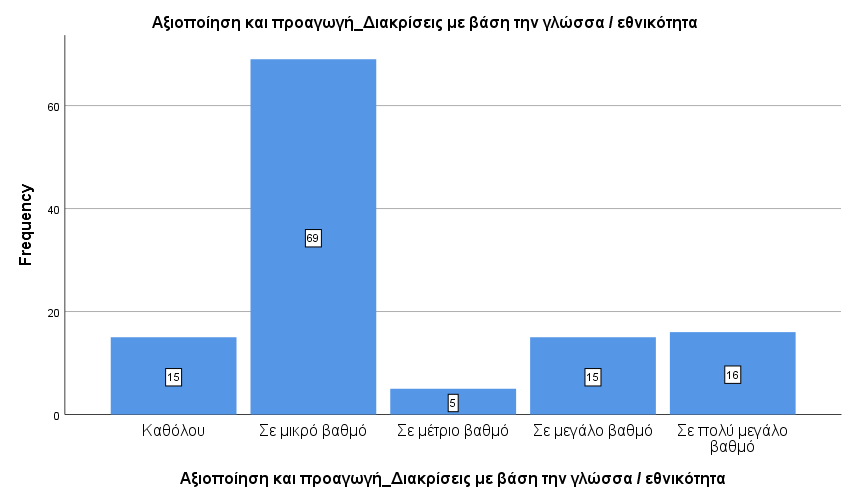 Αξιοποίηση και προαγωγή_Διακρίσεις με βάση την γλώσσα / εθνικότητα
Frequency
60
40
20
0
15
69
5
15
16
Καθόλου
Σε μικρό βαθμό
Σε μέτριο βαθμό
Σε μεγάλο βαθμό
Σε πολύ μεγάλο
βαθμό
Αξιοποίηση και προαγωγή_Διακρίσεις με βάση την γλώσσα / εθνικότητα